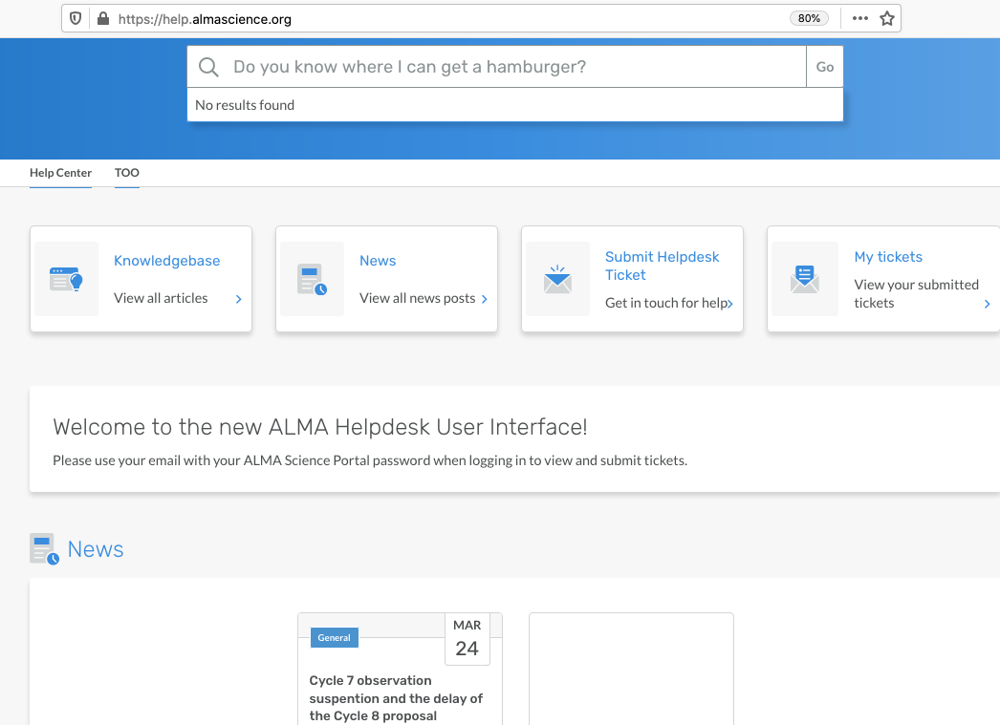 https://help.almascience.org
80%
Do you know where I can get a hamburger?
Go
No results found
Help Center
TOO
Knowledgebase
View all articles
News
View all news posts
Submit Helpdesk
Ticket
Get in touch for help
My tickets
View your submitted
tickets
Welcome to the new ALMA Helpdesk User Interface!
Please use your email with your ALMA Science Portal password when logging in to view and submit tickets.
News
General
MAR
24
Cycle 7 observation
suspention and the delay of
the Cycle 8 proposal